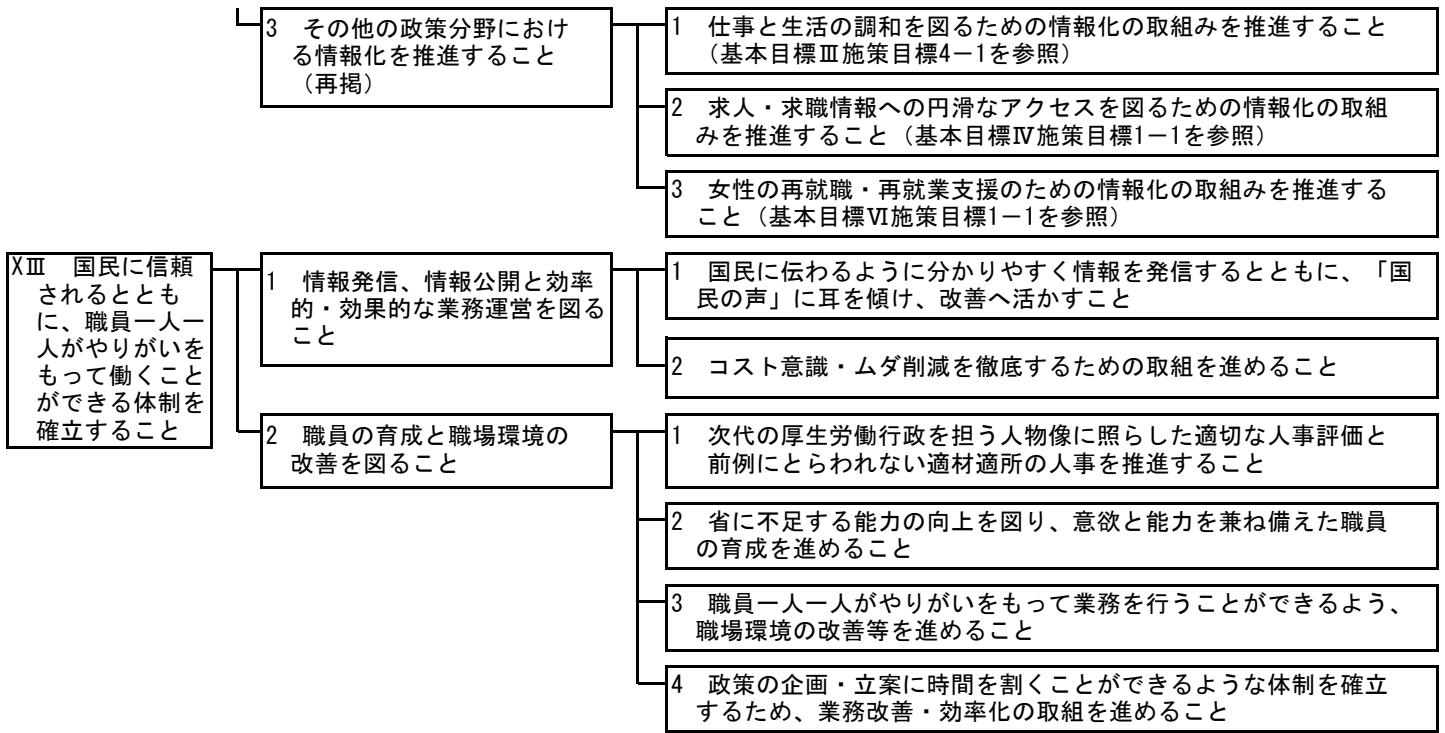 3　その他の政策分野におけ
る情報化を推進すること
（再掲）
1　仕事と生活の調和を図るための情報化の取組みを推進すること
（基本目標Ⅲ施策目標4－1を参照）
2　求人・求職情報への円滑なアクセスを図るための情報化の取組
みを推進すること（基本目標Ⅳ施策目標1－1を参照）
3　女性の再就職・再就業支援のための情報化の取組みを推進する
こと（基本目標Ⅵ施策目標1－1を参照）
XⅢ　国民に信頼
されるととも
に、職員一人一
人がやりがいを
もって働くこと
ができる体制を
確立すること
1　情報発信、情報公開と効率
的・効果的な業務運営を図る
こと
1　国民に伝わるように分かりやすく情報を発信するとともに、「国
民の声」に耳を傾け、改善へ活かすこと
2　コスト意識・ムダ削減を徹底するための取組を進めること
2　職員の育成と職場環境の
改善を図ること
1　次代の厚生労働行政を担う人物像に照らした適切な人事評価と
前例にとらわれない適材適所の人事を推進すること
2　省に不足する能力の向上を図り、意欲と能力を兼ね備えた職員
の育成を進めること
3　職員一人一人がやりがいをもって業務を行うことができるよう、
職場環境の改善等を進めること
4　政策の企画・立案に時間を割くことができるような体制を確立
するため、業務改善・効率化の取組を進めること